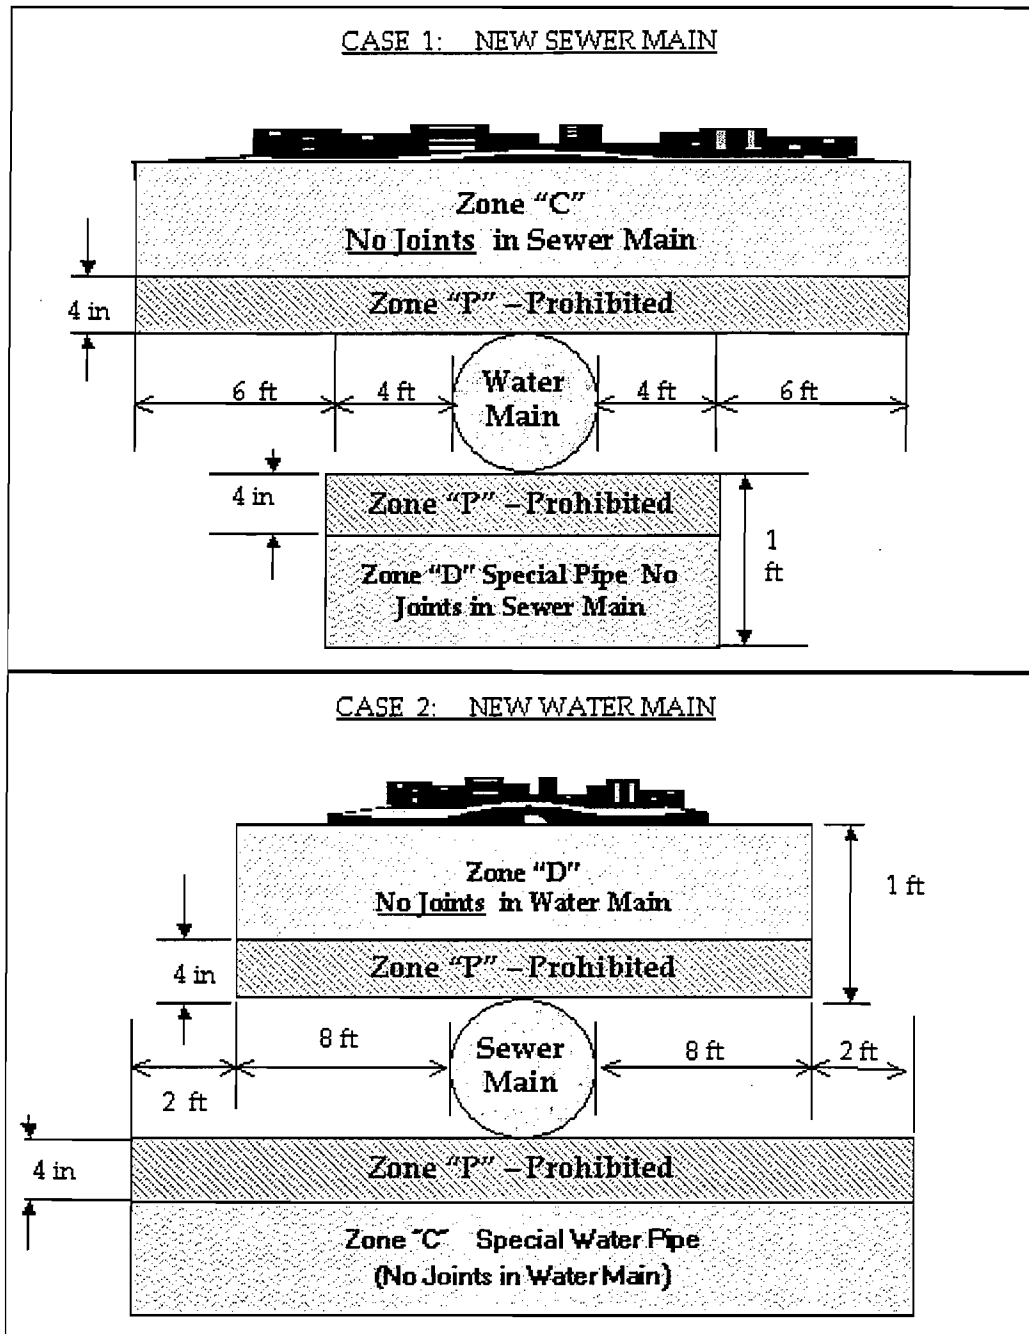 CASE 1: NEW SEWER MAIN
Zone “C”
No Joints in Sewer Main
4 in
Zone “P” – Prohibited
6 ft
4 ft
Water
Main
4 ft
6 ft
4 in
Zone “P” – Prohibited
1
ft
Zone “D” Special Pipe No
Joints in Sewer Main
CASE 2: NEW WATER MAIN
Zone “D”
No Joints in Water Main
1 ft
4 in
Zone “P” – Prohibited
8 ft
Sewer
Main
8 ft
2 ft
2 ft
4 in
Zone “P” – Prohibited
Zone “C” Special Water Pipe
(No Joints in Water Main)